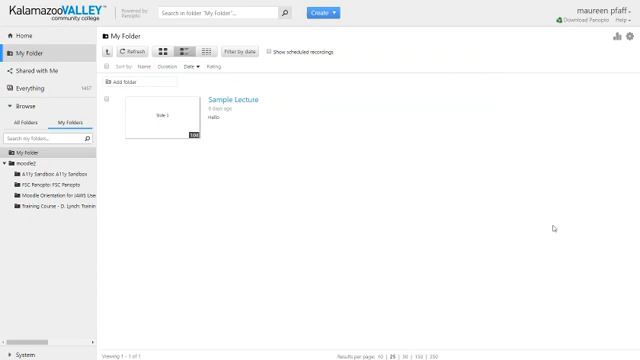 KalamazooVALLEY
community college
Powered by
Panopto
Search in folder "My Folder"...
Create
maureen pfaff
Download Panopto
Help
Home
My Folder
Shared with Me
Everything
1457
Browse
All Folders
My Folders
Search my folders...
My Folder
moodle2
A11y Sandbox: A11y Sandbox
FSC Panopto: FSC Panopto
Moodle Orientation for JAWS Use
Training Course - D. Lynch: Trainin
System
My Folder
Refresh
Filter by date
Show scheduled recordings
Sort by: Name Duration Date Rating
Add folder
Slide 1
Sample Lecture
6 days ago
Hello
Viewing 1 - 1 of 1
Results per page: 10 | 25 | 50 | 150 | 250